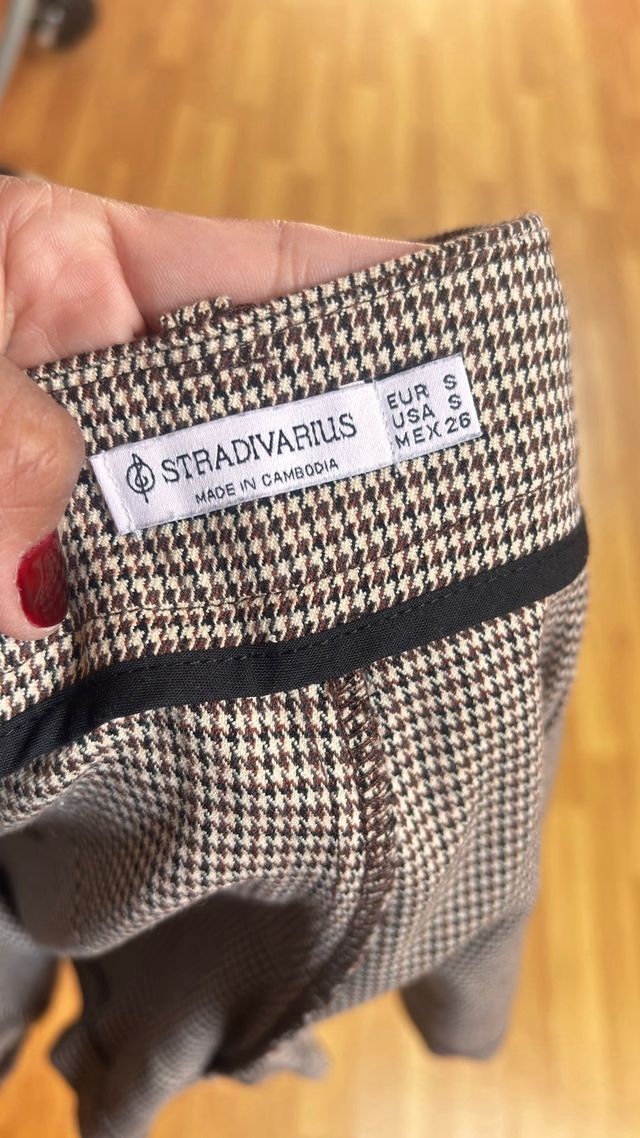 STRADIVARIUS
MADE IN CAMBODIA
EUR S
USA S
MEX 26